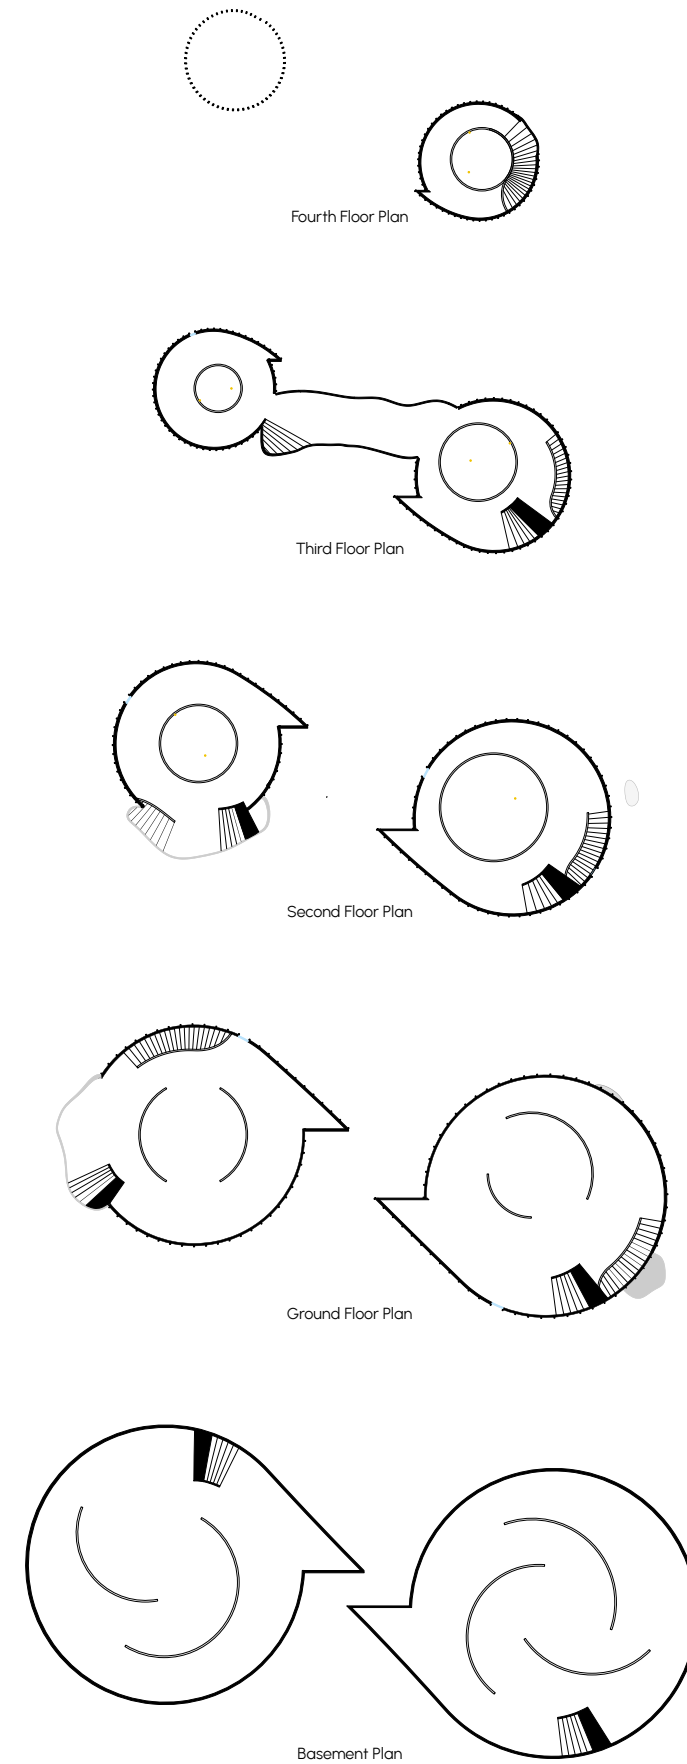 Fourth Floor Plan
Third Floor Plan
Second Floor Plan
Ground Floor Plan
Basement Plan